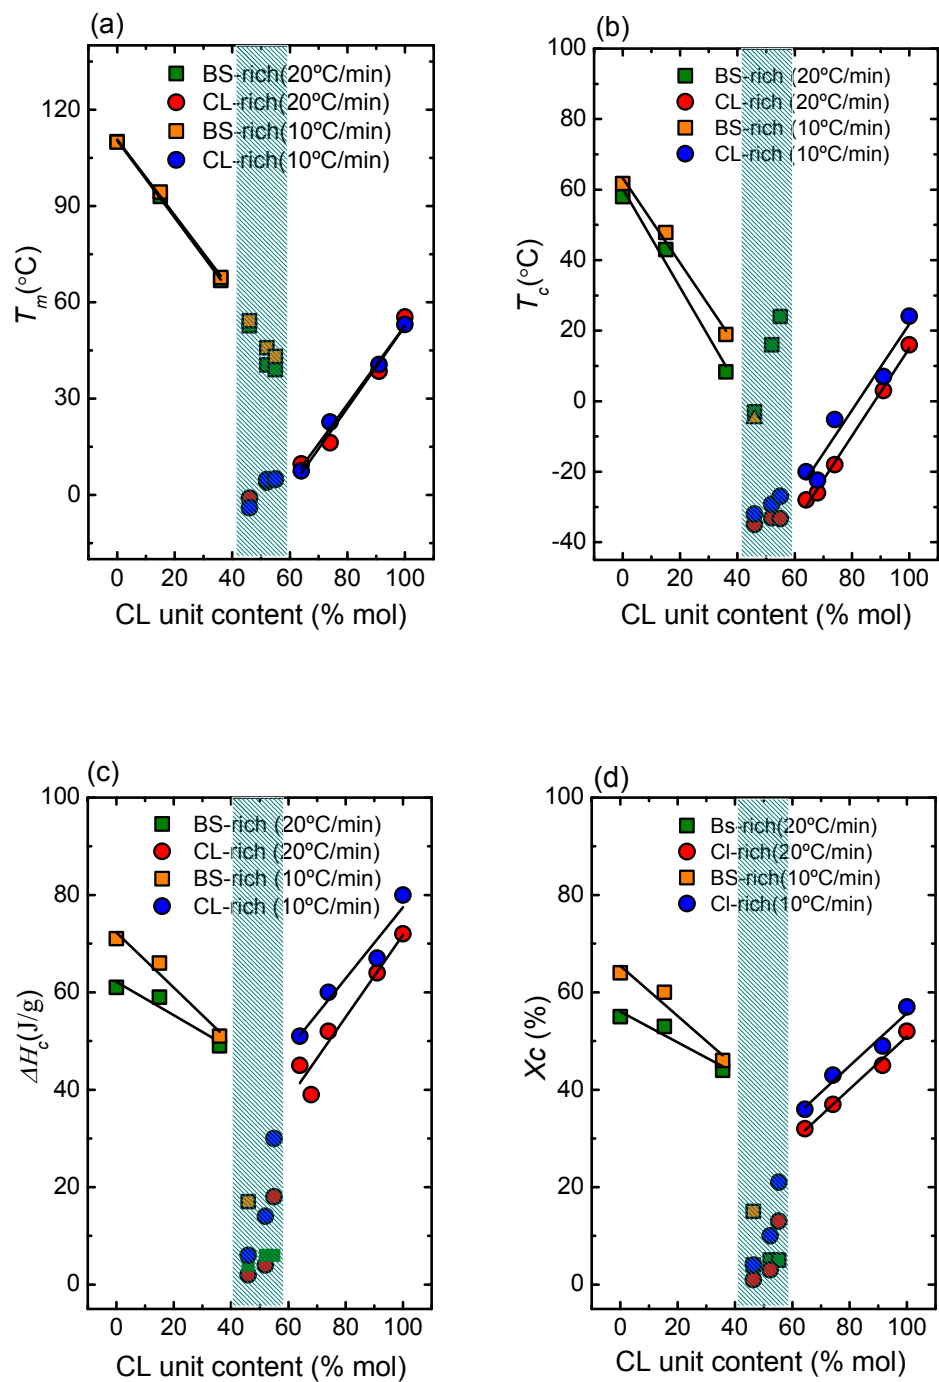 (a)
BS-rich(20ºC/min)
CL-rich(20ºC/min)
BS-rich(10ºC/min)
CL-rich(10ºC/min)
120
90
60
30
0
Tm(°C)
0 20 40 60 80 100
CL unit content (% mol)
(b)
BS-rich (20ºC/min)
CL-rich (20ºC/min)
BS-rich (10ºC/min)
CL-rich (10ºC/min)
100
80
60
40
20
0
-20
-40
Tc(°C)
0 20 40 60 80 100
CL unit content (% mol)
(c)
BS-rich (20ºC/min)
CL-rich (20ºC/min)
BS-rich (10ºC/min)
CL-rich (10ºC/min)
100
80
60
40
20
0
ΔHc(J/g)
0 20 40 60 80 100
CL unit content (% mol)
(d)
Bs-rich(20ºC/min)
Cl-rich(20ºC/min)
BS-rich(10ºC/min)
Cl-rich(10ºC/min)
100
80
60
40
20
0
Xc (%)
0 20 40 60 80 100
CL unit content (% mol)